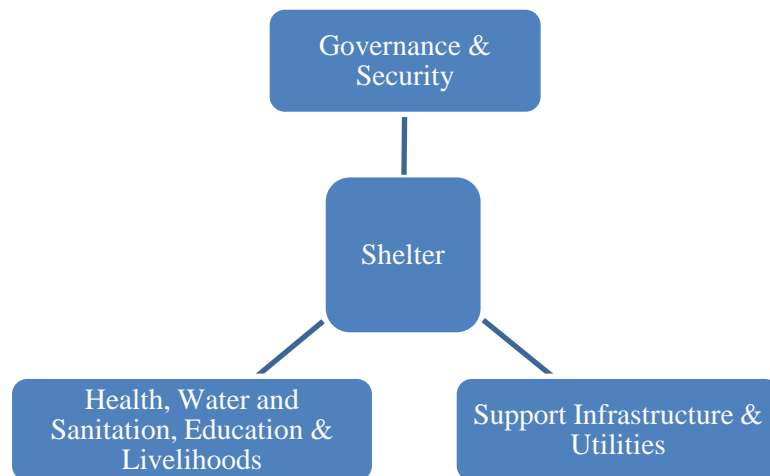 Governance &
Security
Shelter
Health, Water and
Sanitation, Education &
Livelihoods
Support Infrastructure &
Utilities